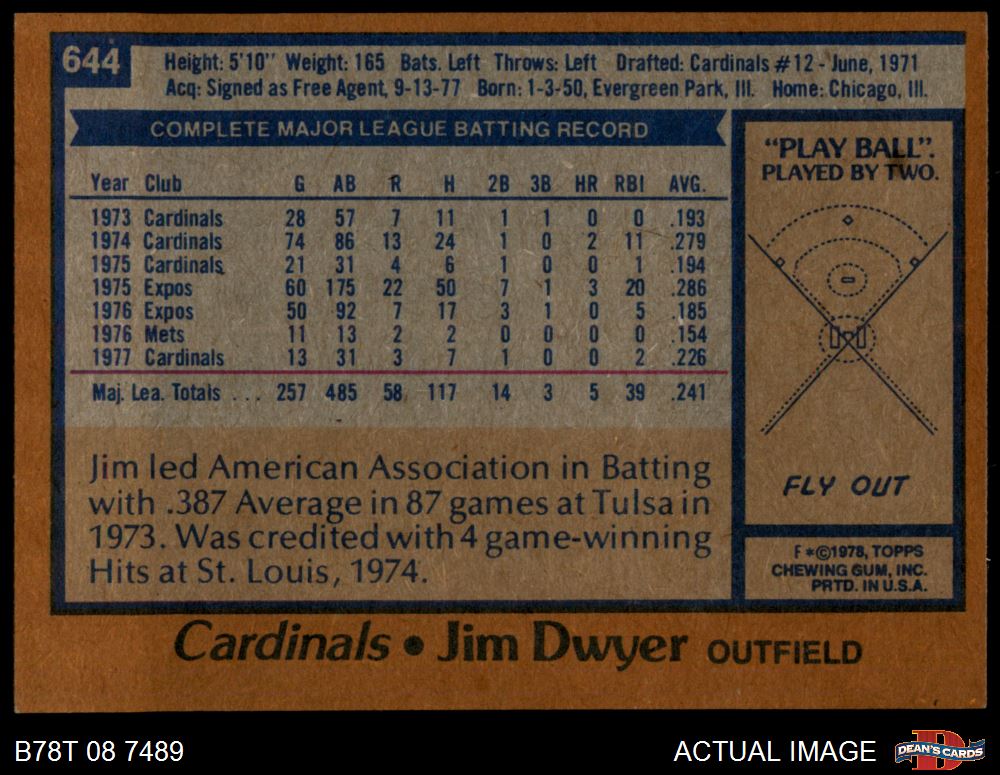 644
Height: 5'10" Weight: 165 Bats. Left Throws: Left Drafted: Cardinals #12 - June, 1971
Acq: Signed as Free Agent, 9-13-77 Born: 1-3-50, Evergreen Park, Ill. Home: Chicago, Ill.
COMPLETE MAJOR LEAGUE BATTING RECORD
Year Club G AB R H 2B 3B HR RBI AVG.
1973 Cardinals 28 57 7 11 1 1 0 0 .193
1974 Cardinals 74 86 13 24 1 0 2 11 .279
1975 Cardinals 21 31 4 6 1 0 0 1 .194
1975 Expos 60 175 22 50 7 1 3 20 .286
1976 Expos 50 92 7 17 3 1 0 5 .185
1976 Mets 11 13 2 2 0 0 0 0 .154
1977 Cardinals 13 31 3 7 1 0 0 2 .226
Maj. Lea. Totals . . . 257 485 58 117 14 3 5 39 .241
Jim led American Association in Batting
with .387 Average in 87 games at Tulsa in
1973. Was credited with 4 game-winning
Hits at St. Louis, 1974.
"PLAY BALL".
PLAYED BY TWO.
FLY OUT
F*©1978, TOPPS
CHEWING GUM, INC.
PRTD. IN U.S.A.
Cardinals • Jim Dwyer OUTFIELD
B78T 08 7489
ACTUAL IMAGE
D
DEAN'S CARDS